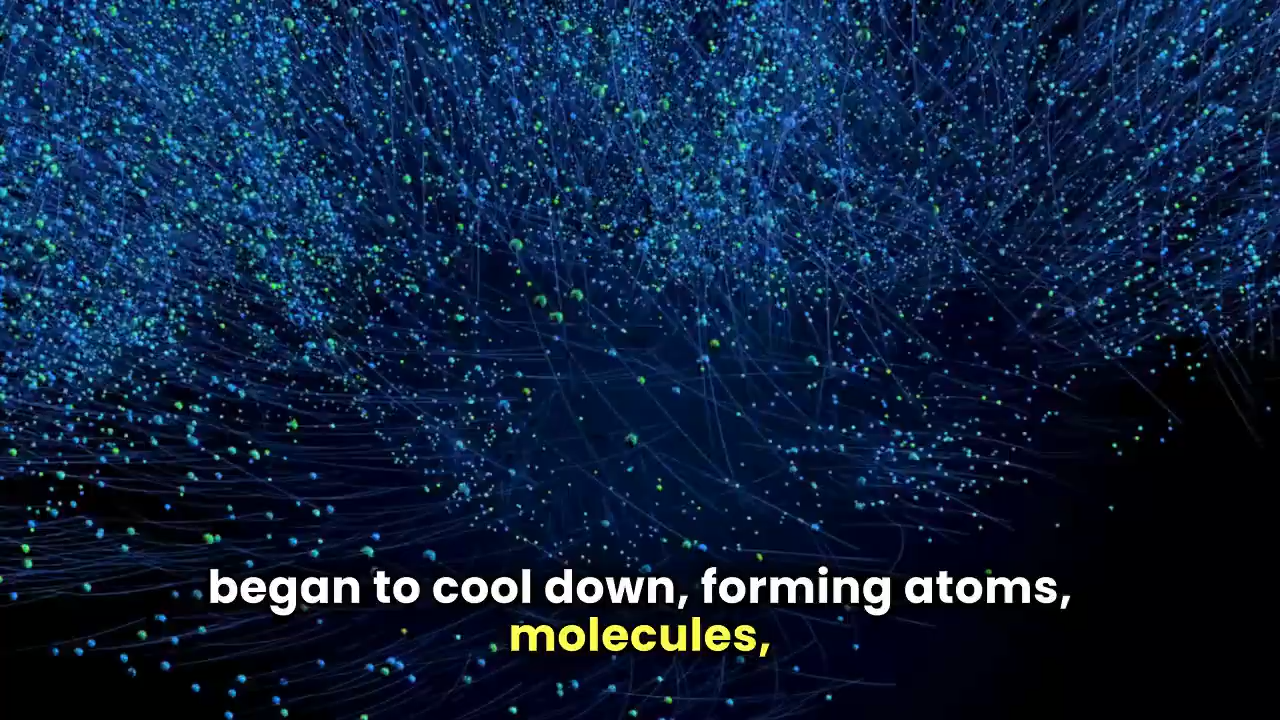 began to cool down, forming atoms,
molecules,